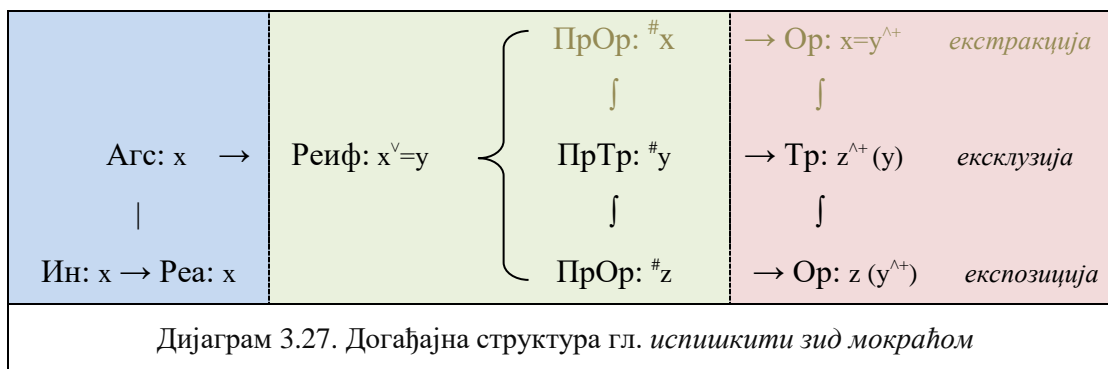 ПрОр: #x → Ор: x=y^+ екстракција
∫ ∫
Агс: x → Реиф: x˅=y ПрТр: #y → Тр: z^+ (y) ексклузија
| ∫ ∫
Ин: x → Реа: x ПрОр: #z → Ор: z (y^+) експозиција
Дијаграм 3.27. Догађајна структура гл. испишкити зид мокраћом